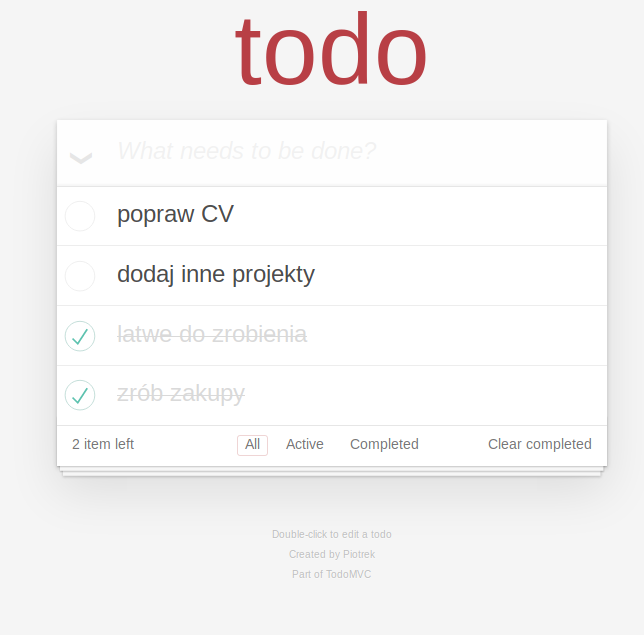 todo
What needs to be done?
popraw CV
dodaj inne projekty
latwe do zrobienia
zrób zakupy
2 item left All Active Completed Clear completed
Double-click to edit a todo
Created by Piotrek
Part of TodoMVC